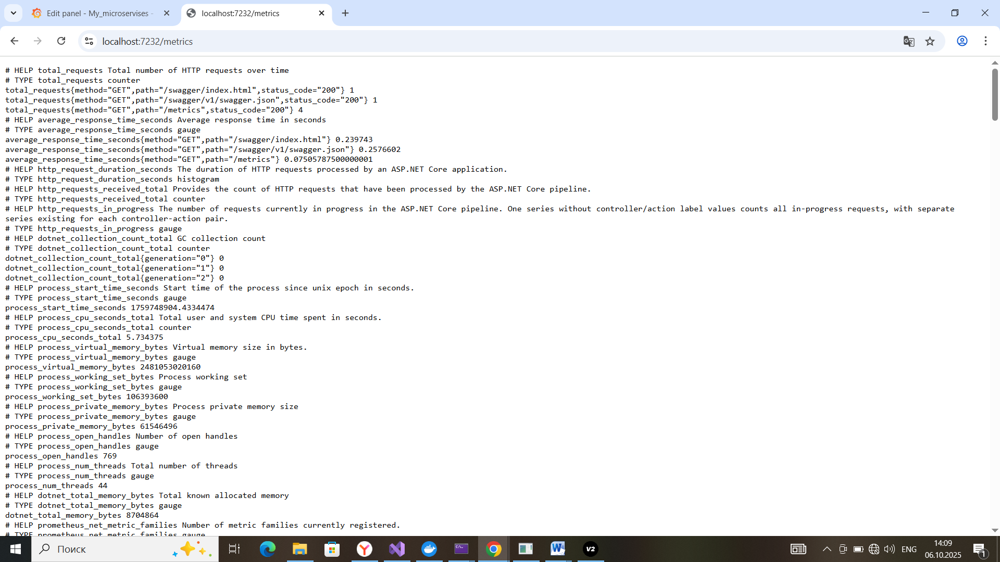 Edit panel - My_microservises -
localhost:7232/metrics
localhost:7232/metrics
# HELP total_requests Total number of HTTP requests over time
# TYPE total_requests counter
total_requests{method="GET",path="/swagger/index.html",status_code="200"} 1
total_requests{method="GET",path="/swagger/v1/swagger.json",status_code="200"} 1
total_requests{method="GET",path="/metrics",status_code="200"} 4
# HELP average_response_time_seconds Average response time in seconds
# TYPE average_response_time_seconds gauge
average_response_time_seconds{method="GET",path="/swagger/index.html"} 0.239743
average_response_time_seconds{method="GET",path="/swagger/v1/swagger.json"} 0.2576602
average_response_time_seconds{method="GET",path="/metrics"} 0.07505787500000001
# HELP http_request_duration_seconds The duration of HTTP requests processed by an ASP.NET Core application.
# TYPE http_request_duration_seconds histogram
# HELP http_requests_received_total Provides the count of HTTP requests that have been processed by the ASP.NET Core pipeline.
# TYPE http_requests_received_total counter
# HELP http_requests_in_progress The number of requests currently in progress in the ASP.NET Core pipeline. One series without controller/action label values counts all in-progress requests, with separate
series existing for each controller-action pair.
# TYPE http_requests_in_progress gauge
# HELP dotnet_collection_count_total GC collection count
# TYPE dotnet_collection_count_total counter
dotnet_collection_count_total{generation="0"} 0
dotnet_collection_count_total{generation="1"} 0
dotnet_collection_count_total{generation="2"} 0
# HELP process_start_time_seconds Start time of the process since unix epoch in seconds.
# TYPE process_start_time_seconds gauge
process_start_time_seconds 1759748904.4334474
# HELP process_cpu_seconds_total Total user and system CPU time spent in seconds.
# TYPE process_cpu_seconds_total counter
process_cpu_seconds_total 5.734375
# HELP process_virtual_memory_bytes Virtual memory size in bytes.
# TYPE process_virtual_memory_bytes gauge
process_virtual_memory_bytes 2481053020160
# HELP process_working_set_bytes Process working set
# TYPE process_working_set_bytes gauge
process_working_set_bytes 106393600
# HELP process_private_memory_bytes Process private memory size
# TYPE process_private_memory_bytes gauge
process_private_memory_bytes 61546496
# HELP process_open_handles Number of open handles
# TYPE process_open_handles gauge
process_open_handles 769
# HELP process_num_threads Total number of threads
# TYPE process_num_threads gauge
process_num_threads 44
# HELP dotnet_total_memory_bytes Total known allocated memory
# TYPE dotnet_total_memory_bytes gauge
dotnet_total_memory_bytes 8704864
# HELP prometheus_net_metric_families Number of metric families currently registered.
# TYPE prometheus_net_metric_families gauge
Поиск
V2
ENG
14:09
06.10.2025
1